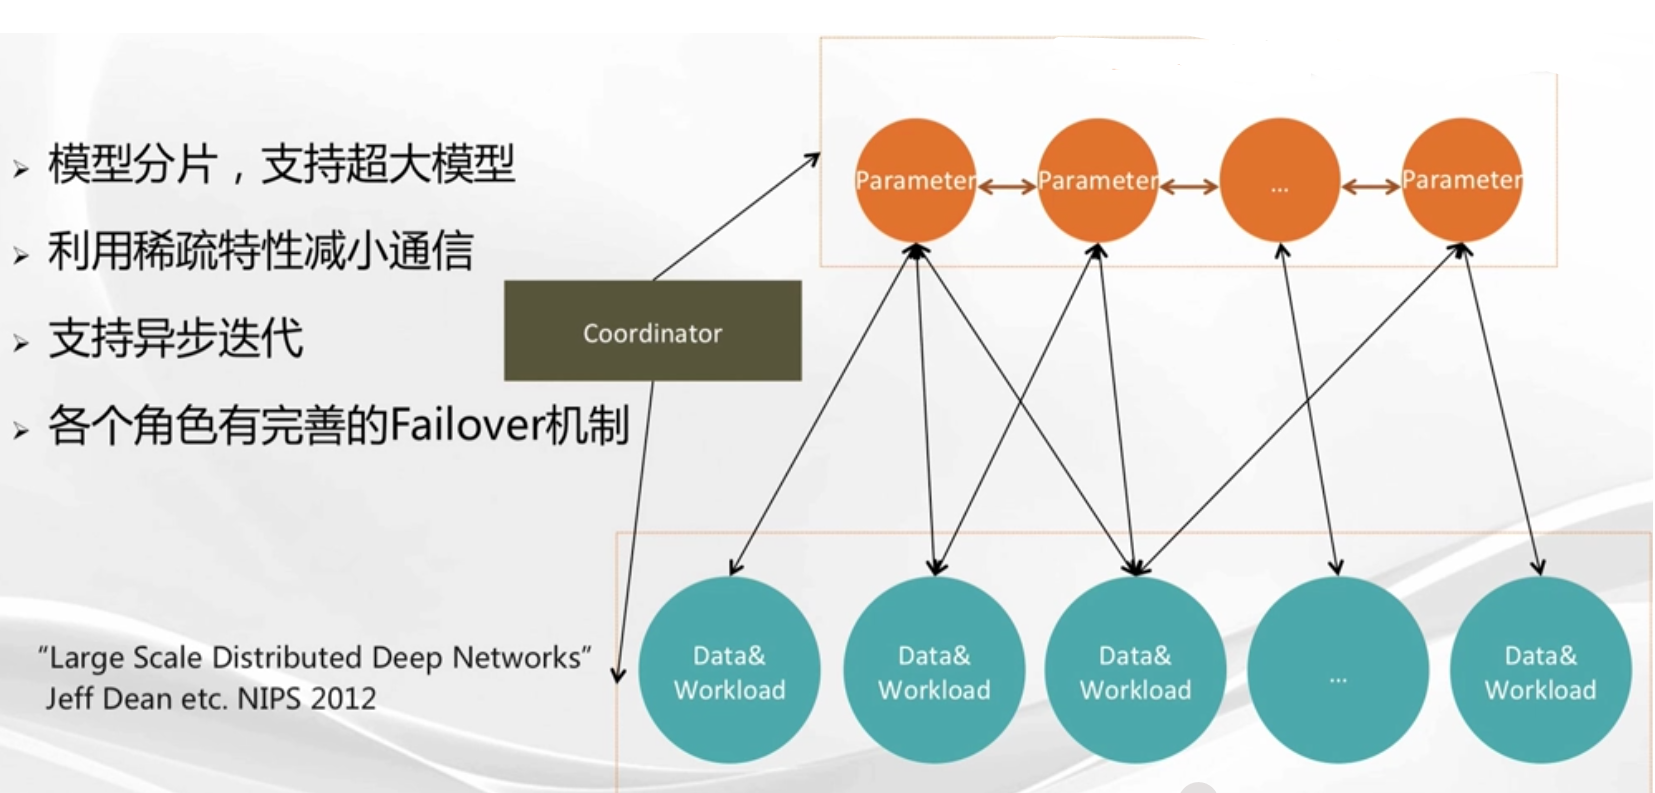 模型分片，支持超大模型
利用稀疏特性减小通信
支持异步迭代
各个角色有完善的Failover机制
“Large Scale Distributed Deep Networks”
Jeff Dean etc. NIPS 2012
Coordinator
Parameter
Parameter
...
Parameter
Data&
Workload
Data&
Workload
Data&
Workload
...
Data&
Workload